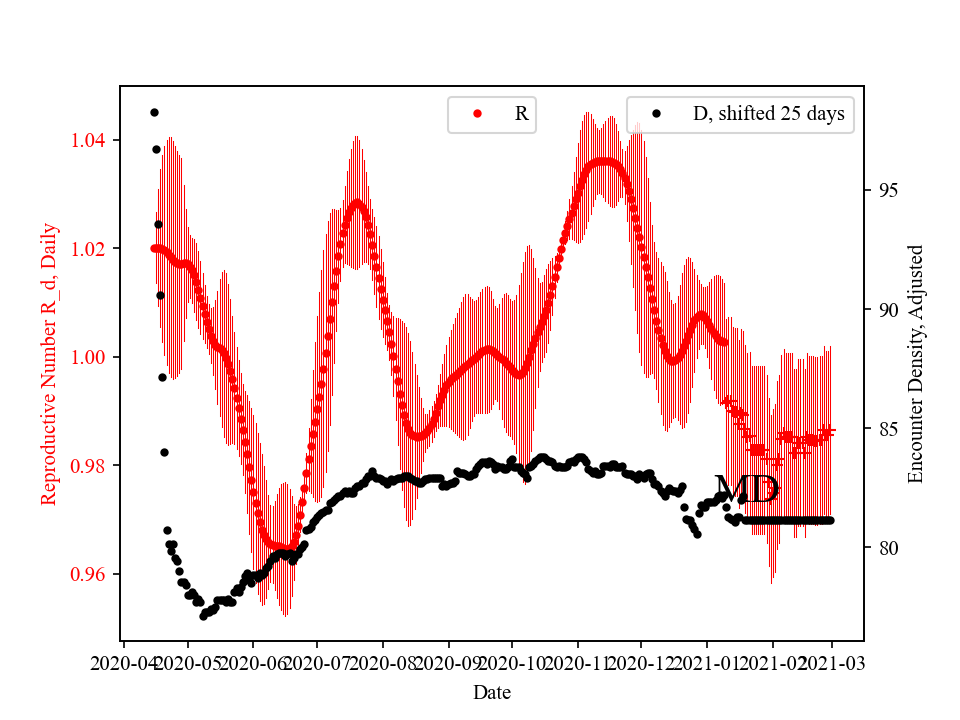 R
D, shifted 25 days
1.04
1.02
1.00
0.98
0.96
Reproductive Number R_d, Daily
95
90
85
80
Encounter Density, Adjusted
MD
2020-04 2020-05 2020-06 2020-07 2020-08 2020-09 2020-10 2020-11 2020-12 2021-01 2021-02 2021-03
Date